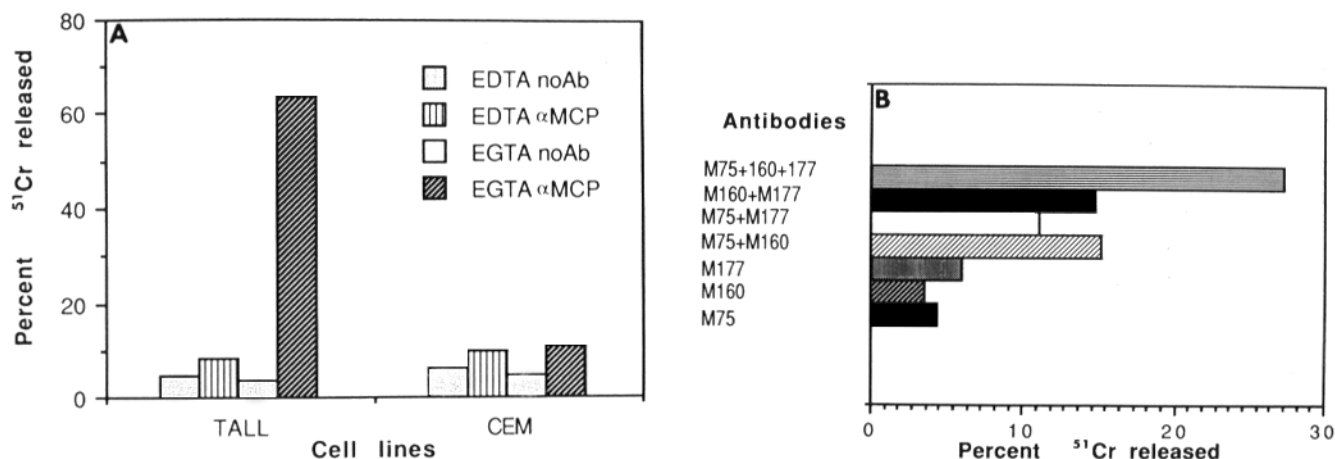 A
80
60
40
20
0
Percent ⁵¹Cr released
EDTA noAb
EDTA αMCP
EGTA noAb
EGTA αMCP
TALL CEM
Cell lines
B
Antibodies
M75+160+177
M160+M177
M75+M177
M75+M160
M177
M160
M75
0 10 20 30
Percent ⁵¹Cr released